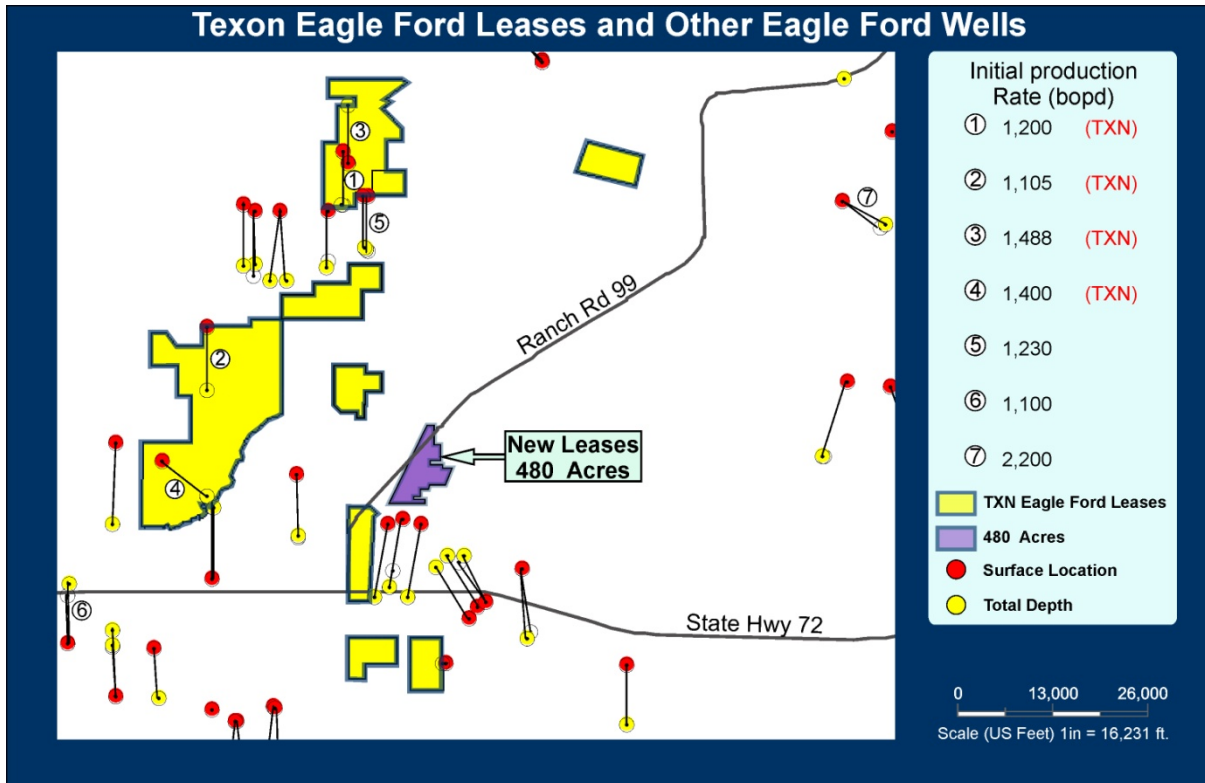 Texon Eagle Ford Leases and Other Eagle Ford Wells
Initial production
Rate (bopd)
1 1,200 (TXN)
2 1,105 (TXN)
3 1,488 (TXN)
4 1,400 (TXN)
5 1,230
6 1,100
7 2,200
TXN Eagle Ford Leases
480 Acres
Surface Location
Total Depth
0 13,000 26,000
Scale (US Feet) 1in = 16,231 ft.
3
1
5
7
2
Ranch Rd 99
New Leases
480 Acres
4
6
State Hwy 72